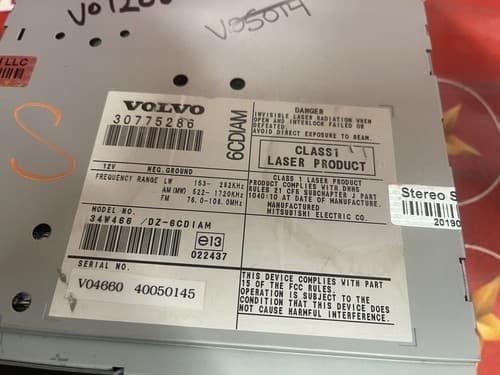 V05014
LLC
VOLVO
30775286
6CDIAM
12V NEG.GROUND
FREQUENCY RANGE LW 153- 282KHz
AM (MW) 522-1720KHz
FM 76.0-108.0MHz
MODEL NO.
34W466 /DZ-6CDIAM
e13
022437
SERIAL NO.
V04660 40050145
DANGER
INVISIBLE LASER RADIATION WHEN
OPEN AND INTERLOCK FAILED OR
DEFEATED.
AVOID DIRECT EXPOSURE TO BEAM.
CLASS1
LASER PRODUCT
CLASS 1 LASER PRODUCT
PRODUCT COMPLIES WITH DHHS
RULES 21 CFR SUBCHAPTER J PART
1040:10 AT DATE OF MANUFACTURE.
MANUFACTURED
MITSUBISHI ELECTRIC CO.
THIS DEVICE COMPLIES WITH PART
15 OF THE FCC RULES.
OPERATION IS SUBJECT TO THE
CONDITION THAT THIS DEVICE DOES
NOT CAUSE HARMFUL INTERFERENCE.
Stereo S
20190
S